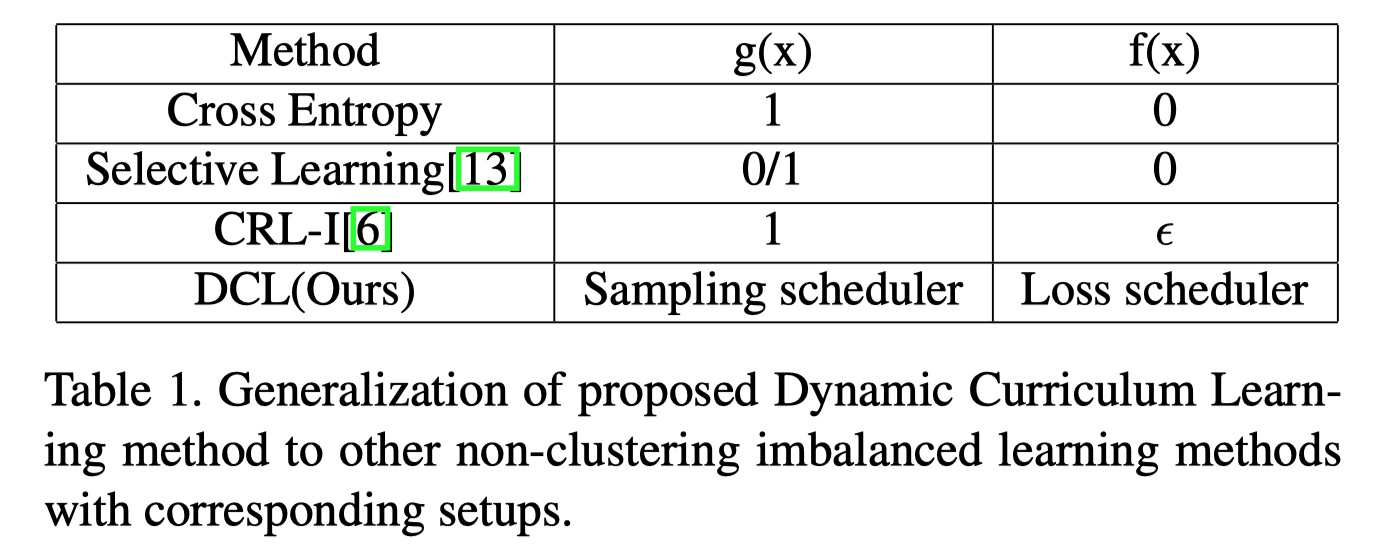 Method g(x) f(x)
Cross Entropy 1 0
Selective Learning[13] 0/1 0
CRL-I[6] 1 ϵ
DCL(Ours) Sampling scheduler Loss scheduler
Table 1. Generalization of proposed Dynamic Curriculum Learn-
ing method to other non-clustering imbalanced learning methods
with corresponding setups.